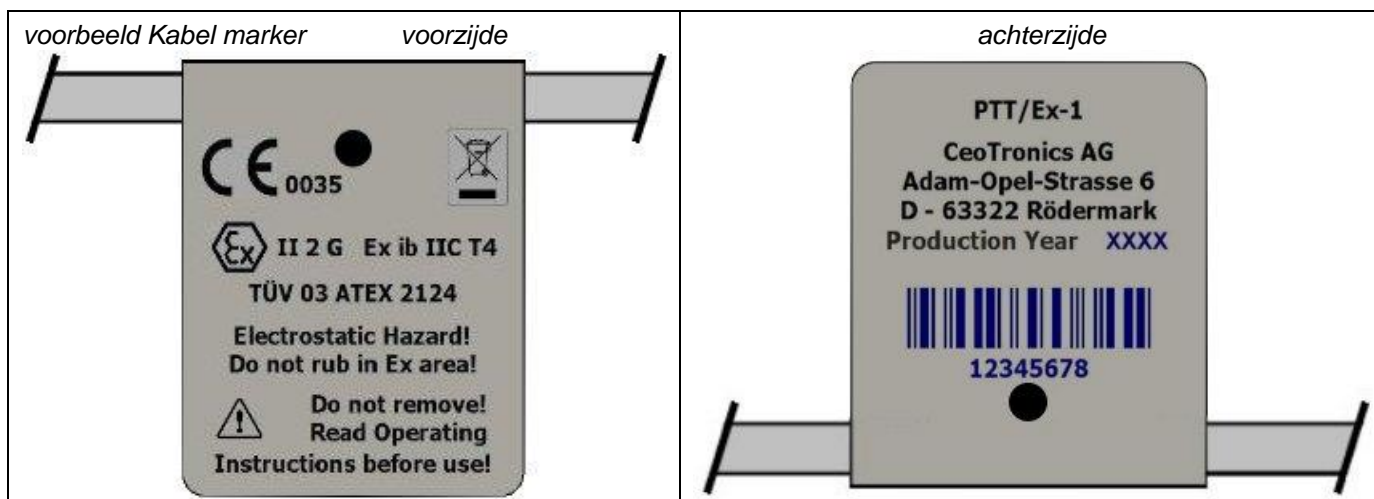 voorbeeld Kabel marker voorzijde
CE 0035
Ex II 2 G Ex ib IIC T4
TÜV 03 ATEX 2124
Electrostatic Hazard!
Do not rub in Ex area!
Do not remove!
Read Operating
Instructions before use!
achterzijde
PTT/Ex-1
CeoTronics AG
Adam-Opel-Strasse 6
D - 63322 Rödermark
Production Year XXXX
12345678